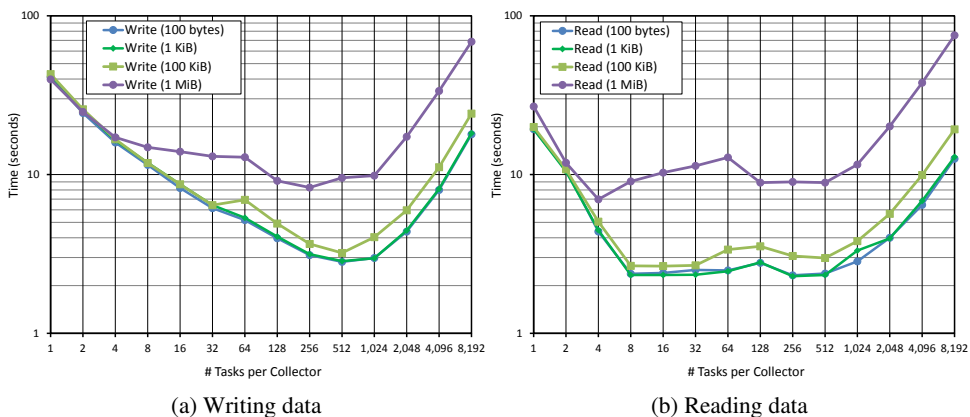 100
10
1
Time (seconds)
Write (100 bytes)
Write (1 KiB)
Write (100 KiB)
Write (1 MiB)
1 2 4 8 16 32 64 128 256 512 1,024 2,048 4,096 8,192
# Tasks per Collector
(a) Writing data
100
10
1
Time (seconds)
Read (100 bytes)
Read (1 KiB)
Read (100 KiB)
Read (1 MiB)
1 2 4 8 16 32 64 128 256 512 1,024 2,048 4,096 8,192
# Tasks per Collector
(b) Reading data